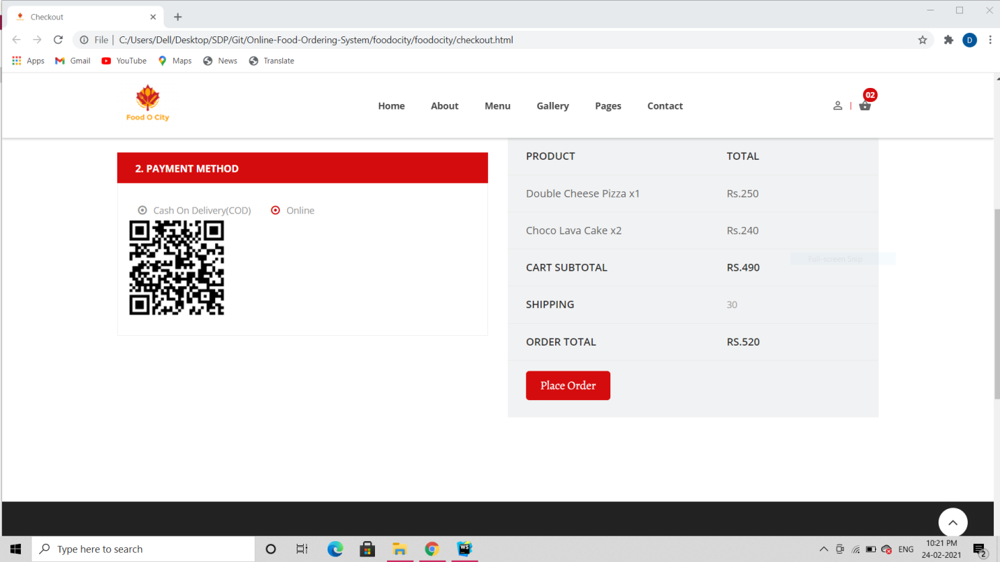 Checkout
File
C:/Users/Dell/Desktop/SDP/Git/Online-Food-Ordering-System/foodocity/foodocity/checkout.html
D
Apps Gmail YouTube Maps News Translate
Food O City
Home About Menu Gallery Pages Contact
02
2. PAYMENT METHOD
Cash On Delivery(COD) Online
PRODUCT TOTAL
Double Cheese Pizza x1 Rs.250
Choco Lava Cake x2 Rs.240
Full-screen Snip
CART SUBTOTAL RS.490
SHIPPING 30
ORDER TOTAL RS.520
Place Order
Type here to search
WS
ENG
10:21 PM
24-02-2021
2